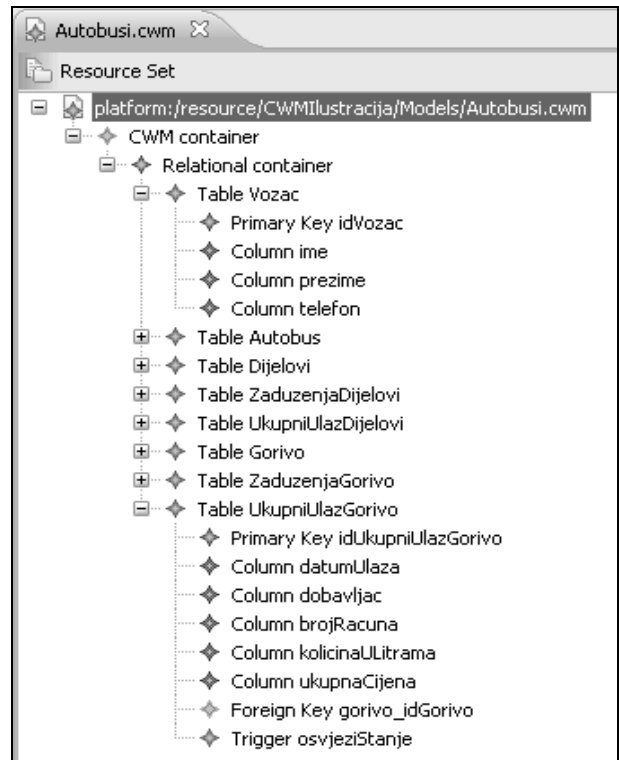 Autobusi.cwm
Resource Set
platform:/resource/CWMIlustracija/Models/Autobusi.cwm
CWM container
Relational container
Table Vozac
Primary Key idVozac
Column ime
Column prezime
Column telefon
Table Autobus
Table Dijelovi
Table ZaduzenjaDijelovi
Table UkupniUlazDijelovi
Table Gorivo
Table ZaduzenjaGorivo
Table UkupniUlazGorivo
Primary Key idUkupniUlazGorivo
Column datumUlaza
Column dobavljac
Column brojRacuna
Column kolicinaULitrama
Column ukupnaCijena
Foreign Key gorivo_idGorivo
Trigger osvjeziStanje